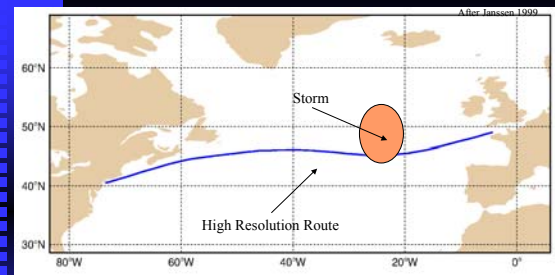 After Janssen 1999
60°N
Storm
50°N
40°N
High Resolution Route
30°N
80°W 60°W 40°W 20°W 0°